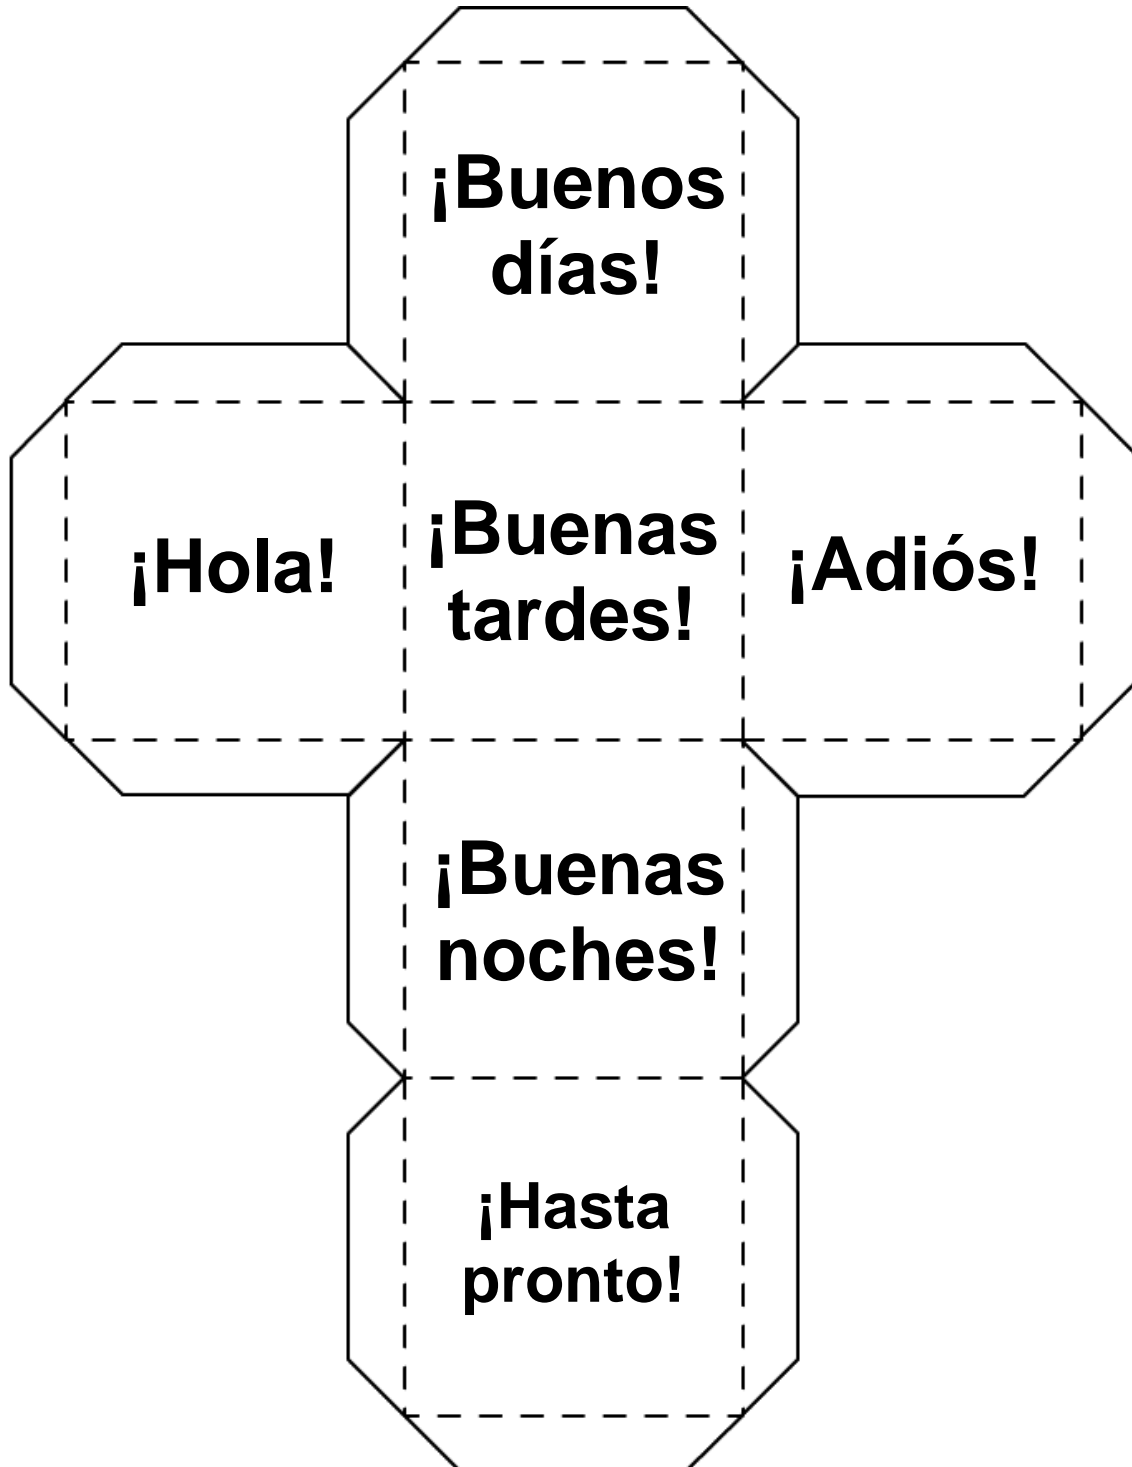 ¡Buenos
días!
¡Hola!
¡Buenas
tardes!
¡Adiós!
¡Buenas
noches!
¡Hasta
pronto!